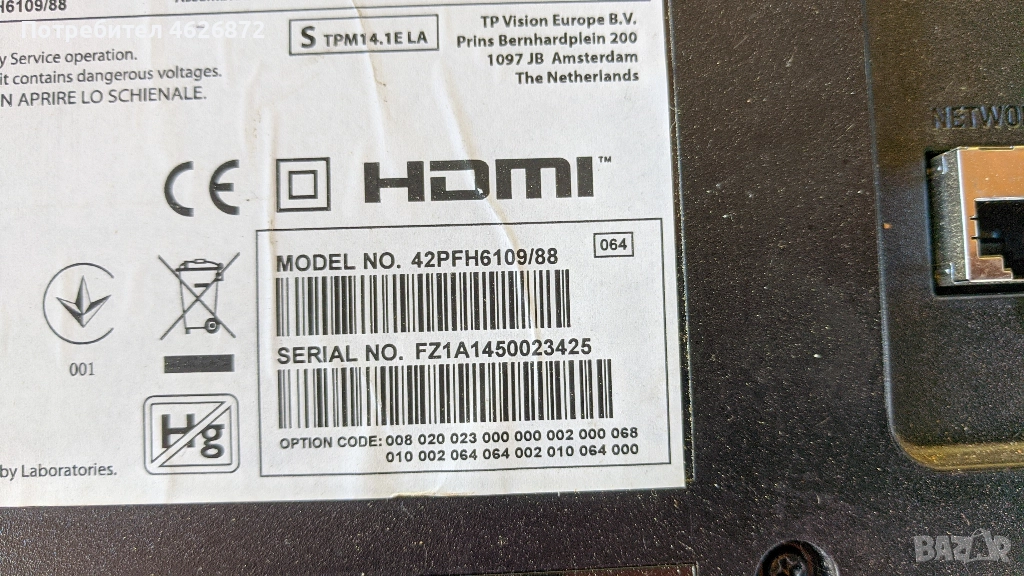 H6109/88
Потребител 4626872
S TPM14.1E LA
TP Vision Europe B.V.
Prins Bernhardplein 200
1097 JB Amsterdam
The Netherlands
y Service operation.
it contains dangerous voltages.
N APRIRE LO SCHIENALE.
NETWO
CE
HDMI™
064
MODEL NO. 42PFH6109/88
SERIAL NO. FZ1A1450023425
001
Hg
OPTION CODE: 008 020 023 000 000 002 000 068
010 002 064 064 002 010 064 000
by Laboratories.
BAZAR